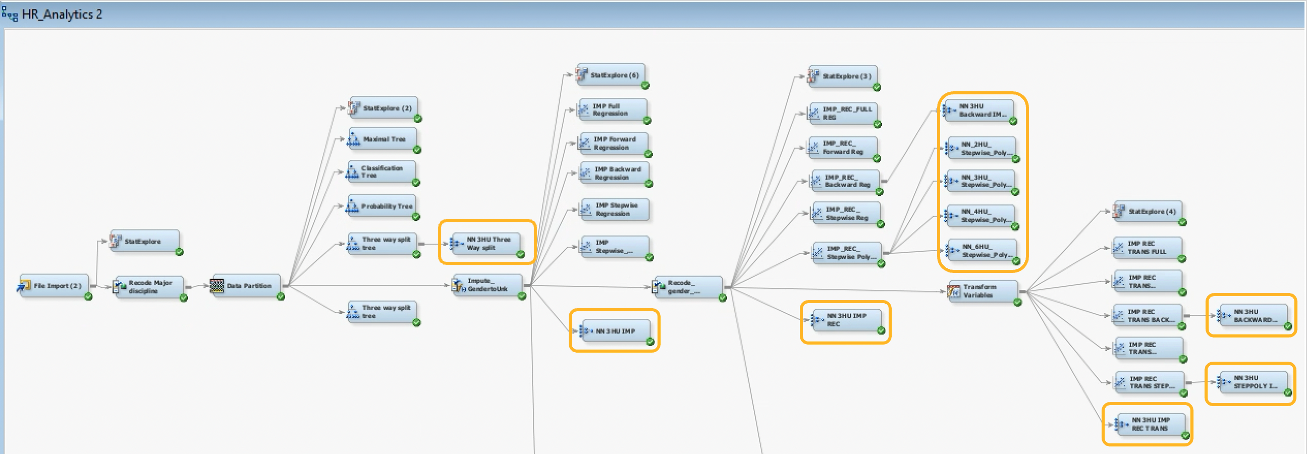 HR_Analytics 2
File Import (2)
StatExplore
Recode Major
discipline
Data Partition
StatExplore (2)
Maximal Tree
Classification
Tree
Probability Tree
Three way split
tree
Three way split
tree
NN 3HU Three
Way split
Impute_
GendertoUnk
StatExplore (6)
IMP Full
Regression
IMP Forward
Regression
IMP Backward
Regression
IMP Stepwise
Regression
IMP
Stepwise_...
NN 3HU IMP
Recode_
gender_...
StatExplore (3)
IMP_REC_FULL
REG
IMP_REC_
Forward Reg
IMP_REC_
Backward Reg
IMP_REC_
Stepwise Reg
IMP_REC_
Stepwise Poly...
NN 3HU IMP
REC
NN 3HU
Backward IM...
NN_2HU_
Stepwise_Poly...
NN_3HU_
Stepwise_Poly...
NN_4HU_
Stepwise_Poly...
NN_6HU_
Stepwise_Poly...
Transform
Variables
StatExplore (4)
IMP REC
TRANS FULL
IMP REC
TRANS...
IMP REC
TRANS BACK...
IMP REC
TRANS...
IMP REC
TRANS STEP...
NN 3HU IMP
REC TRANS
NN 3HU
BACKWARD...
NN 3HU
STEPPOLY I...